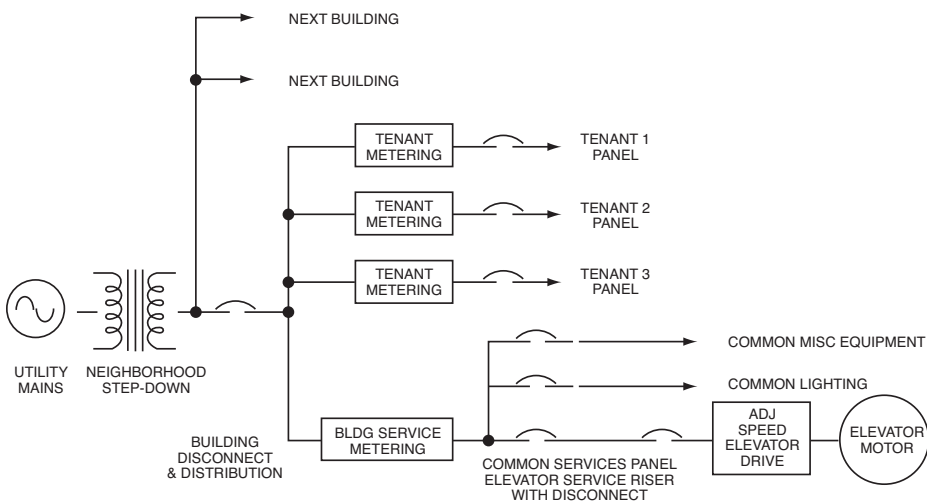 NEXT BUILDING
NEXT BUILDING
TENANT
METERING
TENANT 1
PANEL
TENANT
METERING
TENANT 2
PANEL
TENANT
METERING
TENANT 3
PANEL
UTILITY
MAINS
NEIGHBORHOOD
STEP-DOWN
BUILDING
DISCONNECT
& DISTRIBUTION
BLDG SERVICE
METERING
COMMON MISC EQUIPMENT
COMMON LIGHTING
COMMON SERVICES PANEL
ELEVATOR SERVICE RISER
WITH DISCONNECT
ADJ
SPEED
ELEVATOR
DRIVE
ELEVATOR
MOTOR